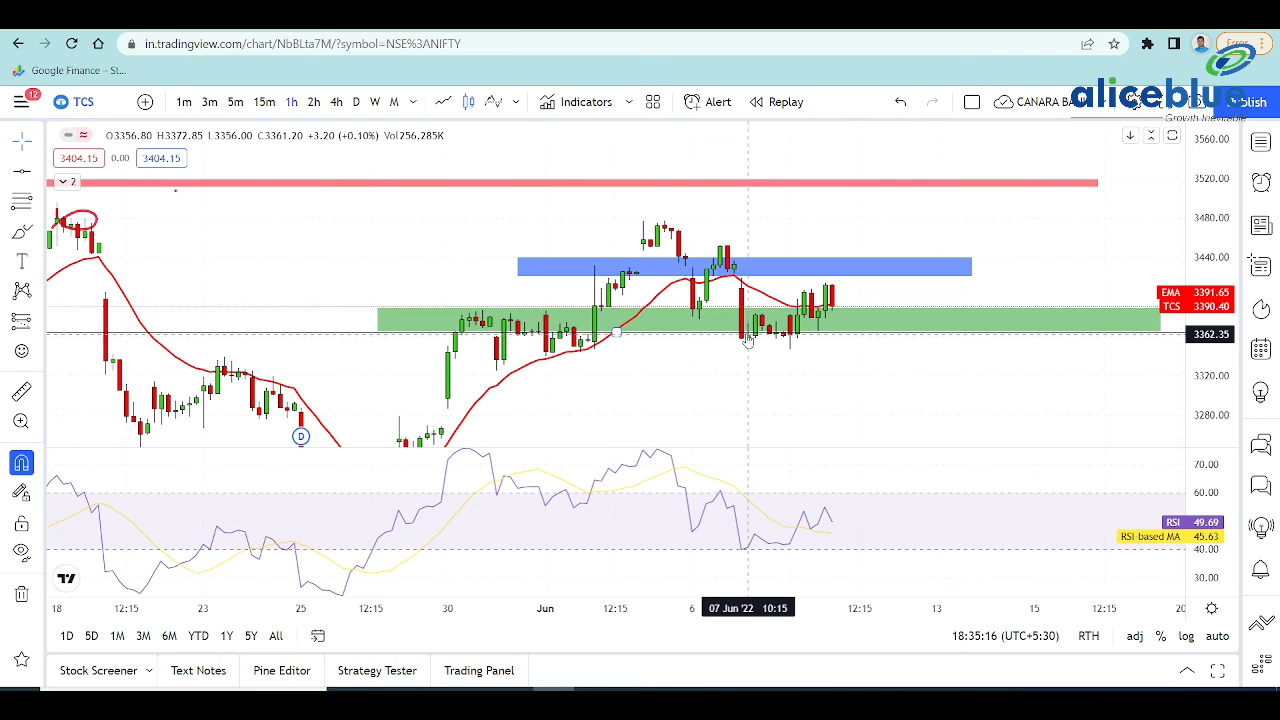 in.tradingview.com/chart/NbBLta7M/?symbol=NSE%3ANIFTY
Error
Google Finance – St...
aliceblue
Growth Inevitable
12
TCS
1m 3m 5m 15m 1h 2h 4h D W M
Indicators
Alert
Replay
CANARA BA
blish
O3356.80 H3372.85 L3356.00 C3361.20 +3.20 (+0.10%) Vol256.285K
3404.15 0.00 3404.15
2
3560.00
3520.00
3480.00
3440.00
EMA 3391.65
TCS 3390.40
3362.35
3320.00
3280.00
D
70.00
60.00
RSI 49.69
RSI-based MA 45.63
40.00
30.00
18 12:15 23 25 12:15 30 Jun 12:15 6 07 Jun '22 10:15 12:15 13 15 12:15 20
1D 5D 1M 3M 6M YTD 1Y 5Y All
18:35:16 (UTC+5:30) RTH adj % log auto
Stock Screener Text Notes Pine Editor Strategy Tester Trading Panel